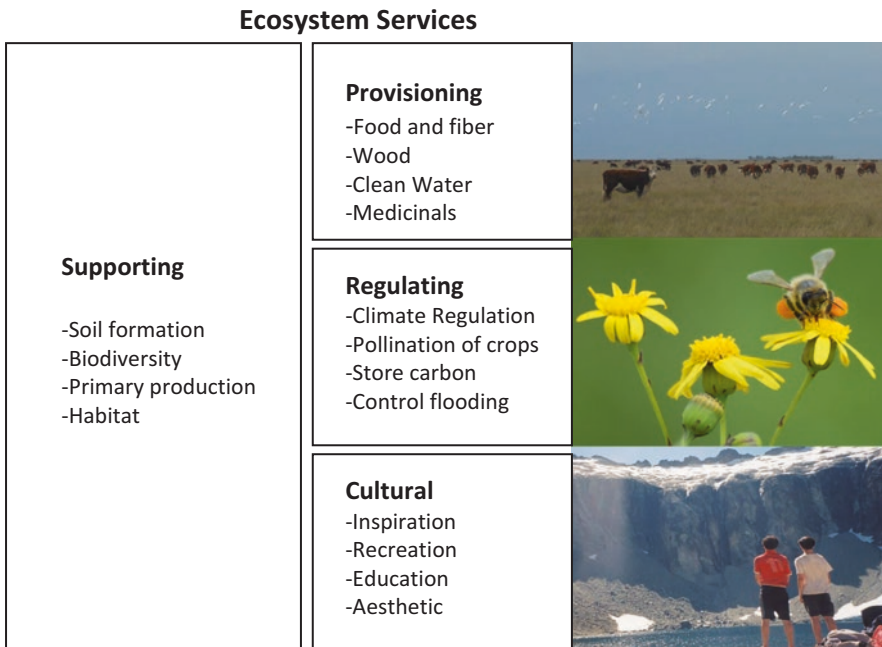 Ecosystem Services
Supporting
-Soil formation
-Biodiversity
-Primary production
-Habitat
Provisioning
-Food and fiber
-Wood
-Clean Water
-Medicinals
Regulating
-Climate Regulation
-Pollination of crops
-Store carbon
-Control flooding
Cultural
-Inspiration
-Recreation
-Education
-Aesthetic